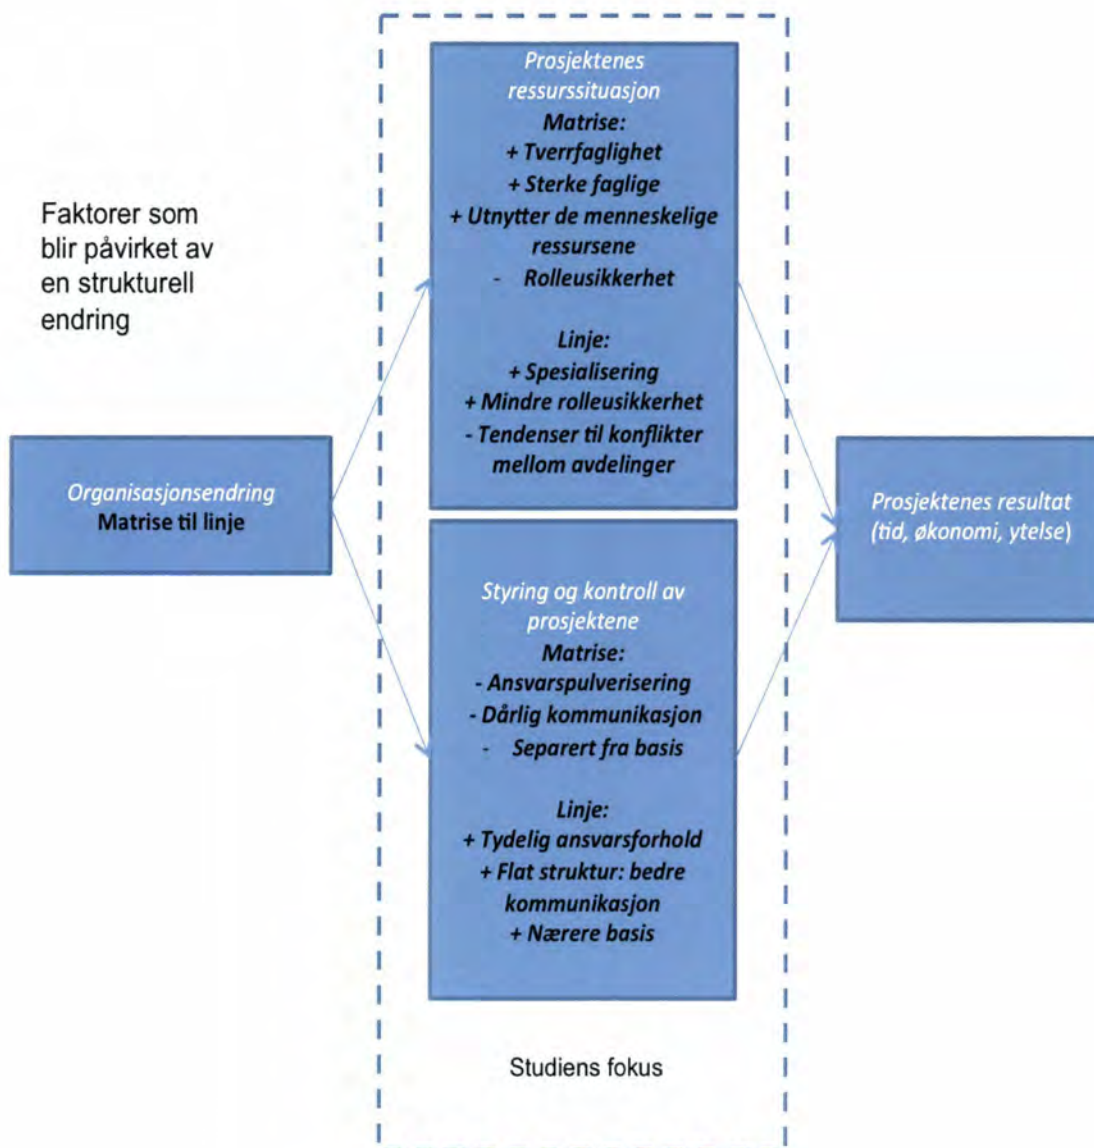 Faktorer som
blir påvirket av
en strukturell
endring
Organisasjonsendring
Matrise til linje
Prosjektenes
ressurssituasjon
Matrise:
+ Tverrfaglighet
+ Sterke faglige
+ Utnytter de menneskelige
ressursene
- Rolleusikkerhet
Linje:
+ Spesialisering
+ Mindre rolleusikkerhet
- Tendenser til konflikter
mellom avdelinger
Styring og kontroll av
prosjektene
Matrise:
- Ansvarspulverisering
- Dårlig kommunikasjon
- Separert fra basis
Linje:
+ Tydelig ansvarsforhold
+ Flat struktur: bedre
kommunikasjon
+ Nærere basis
Studiens fokus
Prosjektenes resultat
(tid, økonomi, ytelse)